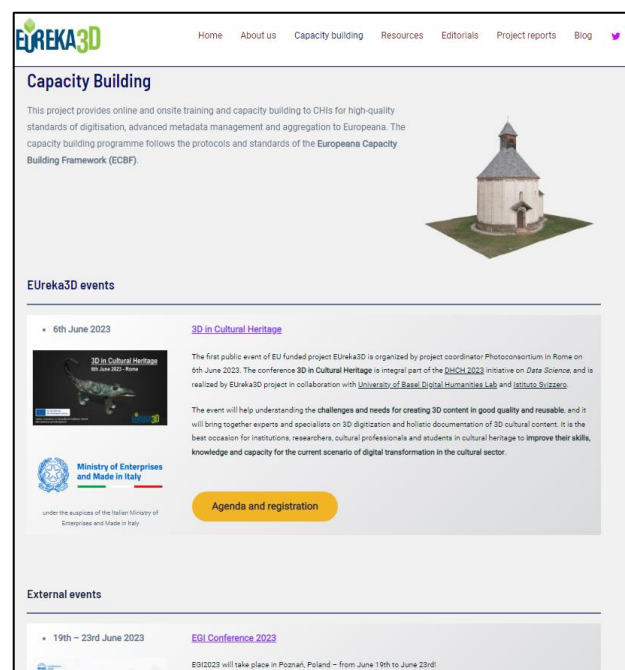 EUREKA3D
Home About us Capacity building Resources Editorials Project reports Blog
Capacity Building
This project provides online and onsite training and capacity building to CHIs for high-quality
standards of digitisation, advanced metadata management and aggregation to Europeana. The
capacity building programme follows the protocols and standards of the Europeana Capacity
Building Framework (ECBF).
EUreka3D events
• 6th June 2023
3D in Cultural Heritage
3D in Cultural Heritage
6th June 2023 - Rome
EUREKA3D
The first public event of EU funded project EUreka3D is organized by project coordinator Photoconsortium in Rome on
6th June 2023. The conference 3D in Cultural Heritage is integral part of the DHCH 2023 initiative on Data Science, and is
realized by EUreka3D project in collaboration with University of Basel Digital Humanities Lab and Istituto Svizzero.
The event will help understanding the challenges and needs for creating 3D content in good quality and reusable, and it
will bring together experts and specialists on 3D digitization and holistic documentation of 3D cultural content. It is the
best occasion for institutions, researchers, cultural professionals and students in cultural heritage to improve their skills,
knowledge and capacity for the current scenario of digital transformation in the cultural sector.
Ministry of Enterprises
and Made in Italy
under the auspices of the Italian Ministry of
Enterprises and Made in Italy
Agenda and registration
External events
• 19th – 23rd June 2023
EGI Conference 2023
EGI2023 will take place in Poznań, Poland – from June 19th to June 23rd!